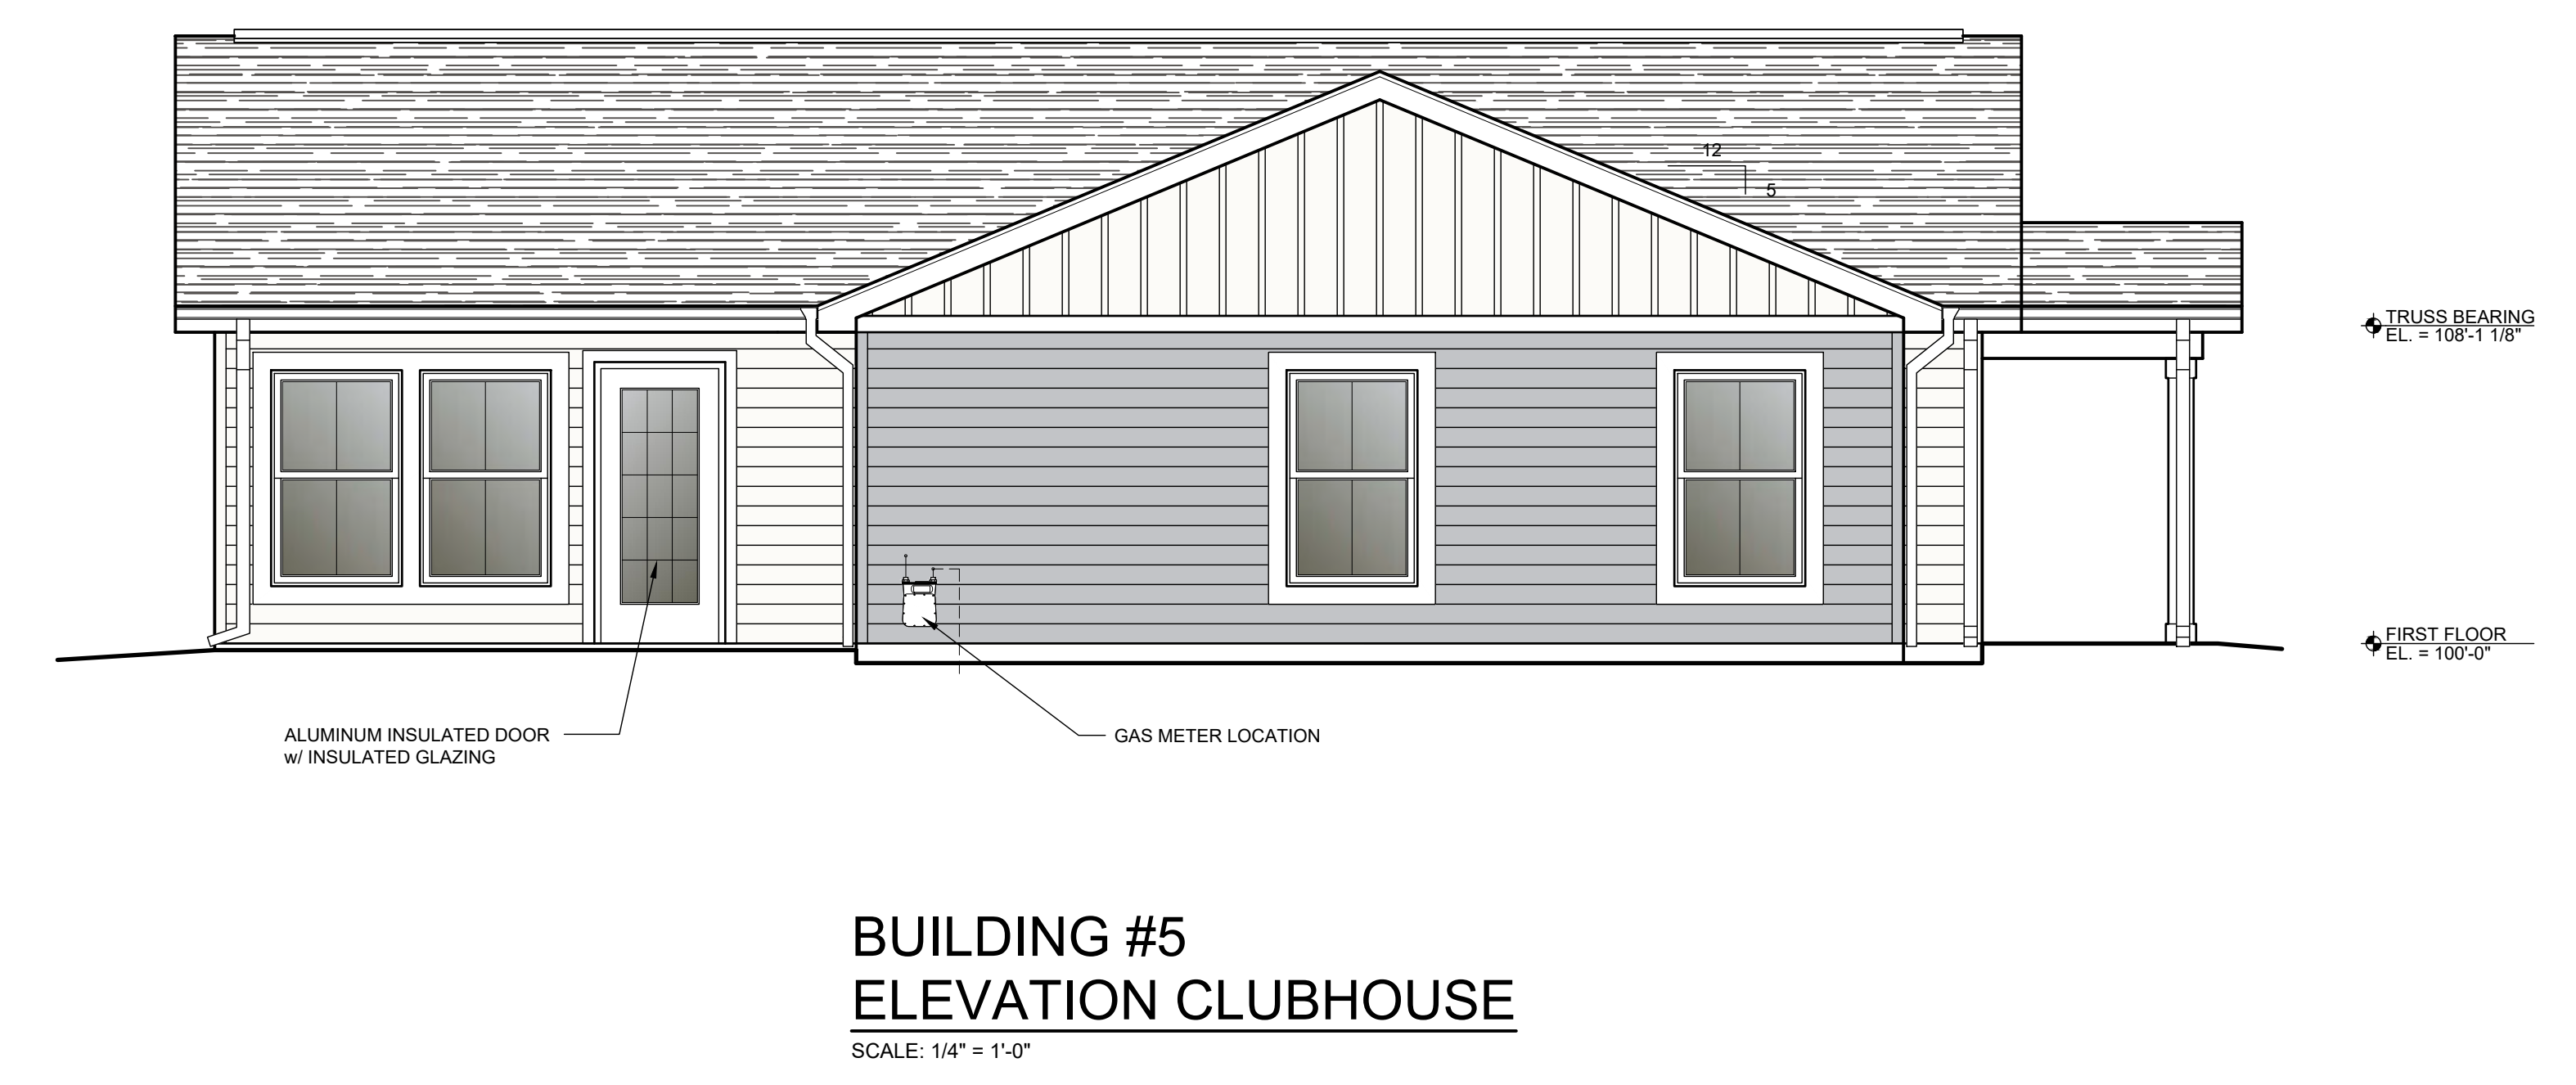 12
5
TRUSS BEARING
EL. = 108'-1 1/8"
FIRST FLOOR
EL. = 100'-0"
ALUMINUM INSULATED DOOR
w/ INSULATED GLAZING
GAS METER LOCATION
BUILDING #5
ELEVATION CLUBHOUSE
SCALE: 1/4" = 1'-0"